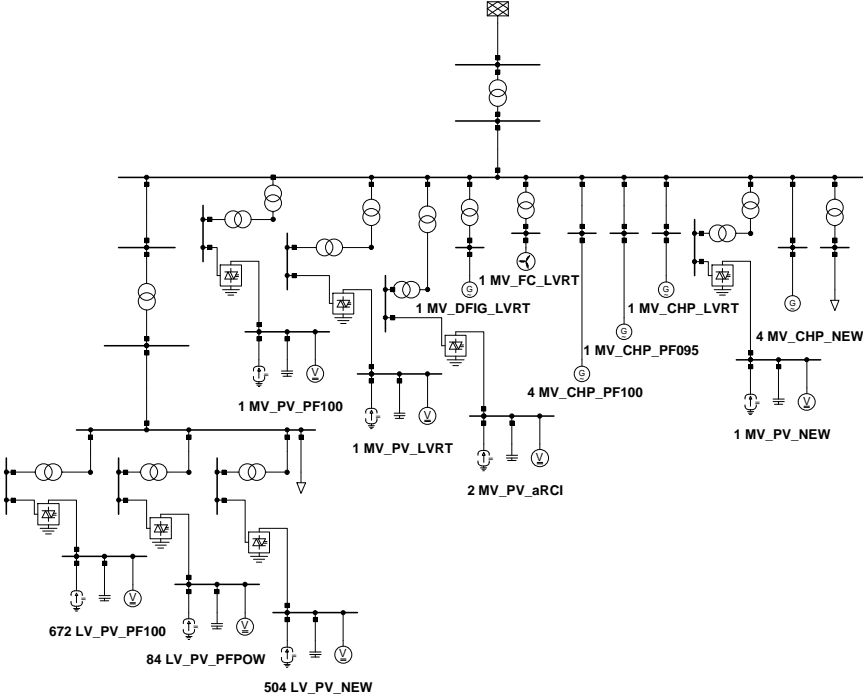 1 MV_FC_LVRT
1 MV_DFIG_LVRT
1 MV_CHP_LVRT
4 MV_CHP_NEW
1 MV_CHP_PF095
4 MV_CHP_PF100
1 MV_PV_PF100
1 MV_PV_LVRT
1 MV_PV_NEW
2 MV_PV_aRCI
672 LV_PV_PF100
84 LV_PV_PFPOW
504 LV_PV_NEW
G
G
G
G
G
V
V
V
V
V
V
V